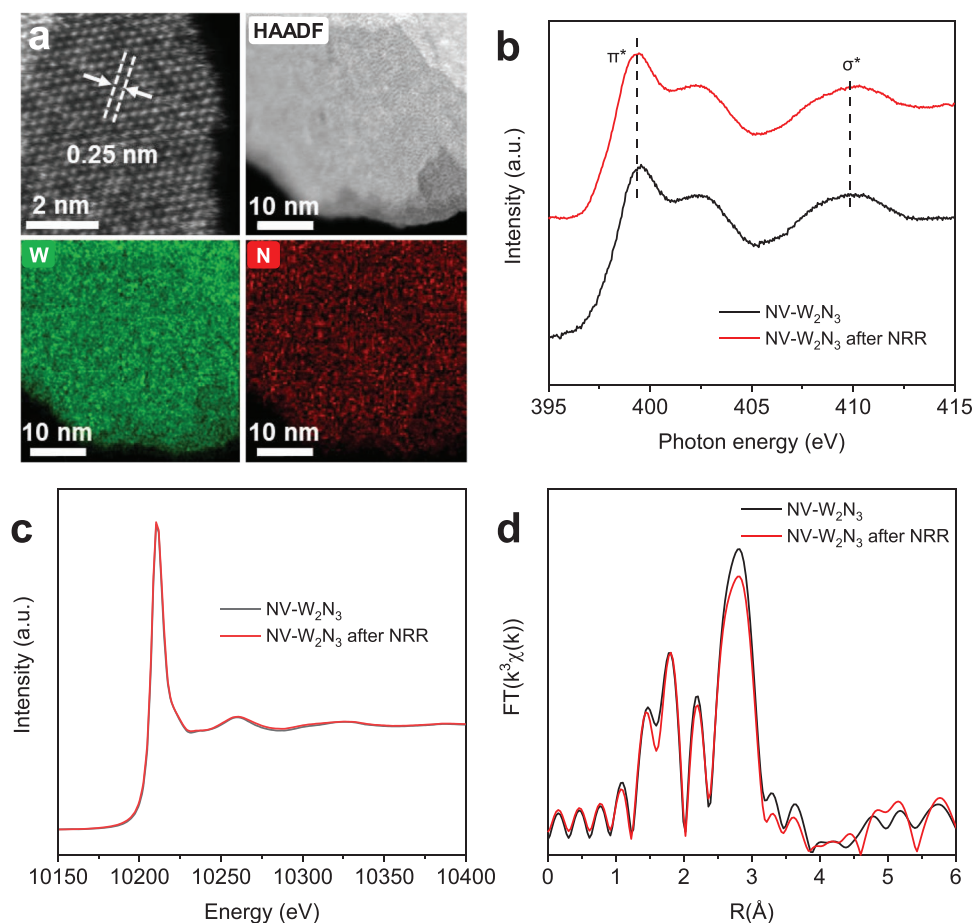 a
0.25 nm
2 nm
HAADF
10 nm
W
10 nm
N
10 nm
b
π*
σ*
NV-W₂N₃
NV-W₂N₃ after NRR
Intensity (a.u.)
395 400 405 410 415
Photon energy (eV)
c
NV-W₂N₃
NV-W₂N₃ after NRR
Intensity (a.u.)
10150 10200 10250 10300 10350 10400
Energy (eV)
d
NV-W₂N₃
NV-W₂N₃ after NRR
FT(k³χ(k))
0 1 2 3 4 5 6
R(Å)